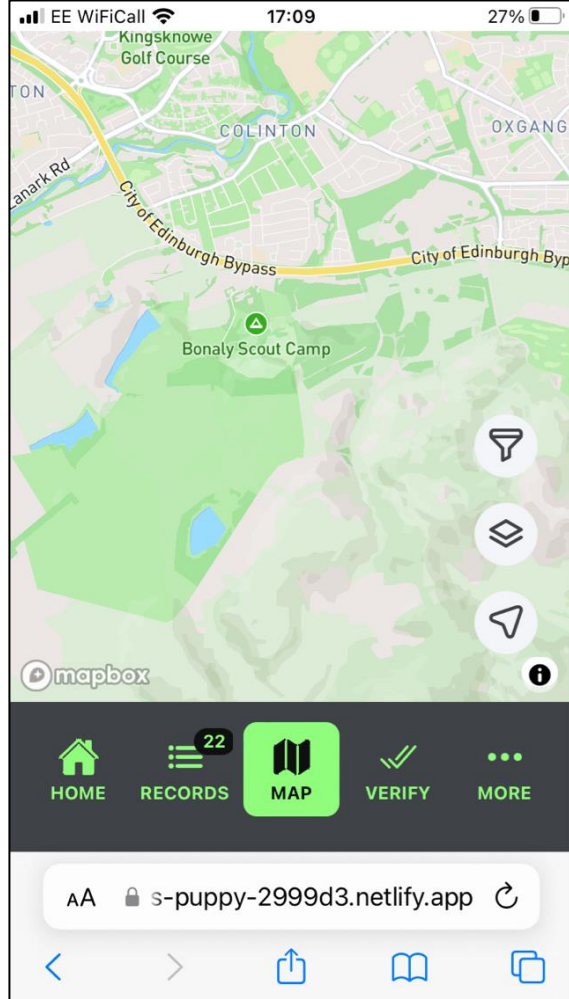 EE WiFiCall 17:09 27%
Kingsknowe
Golf Course
TON
COLINTON
OXGANG
Lanark Rd
City of Edinburgh Bypass
City of Edinburgh Byp
Bonaly Scout Camp
mapbox
22
HOME RECORDS MAP VERIFY MORE
AA s-puppy-2999d3.netlify.app